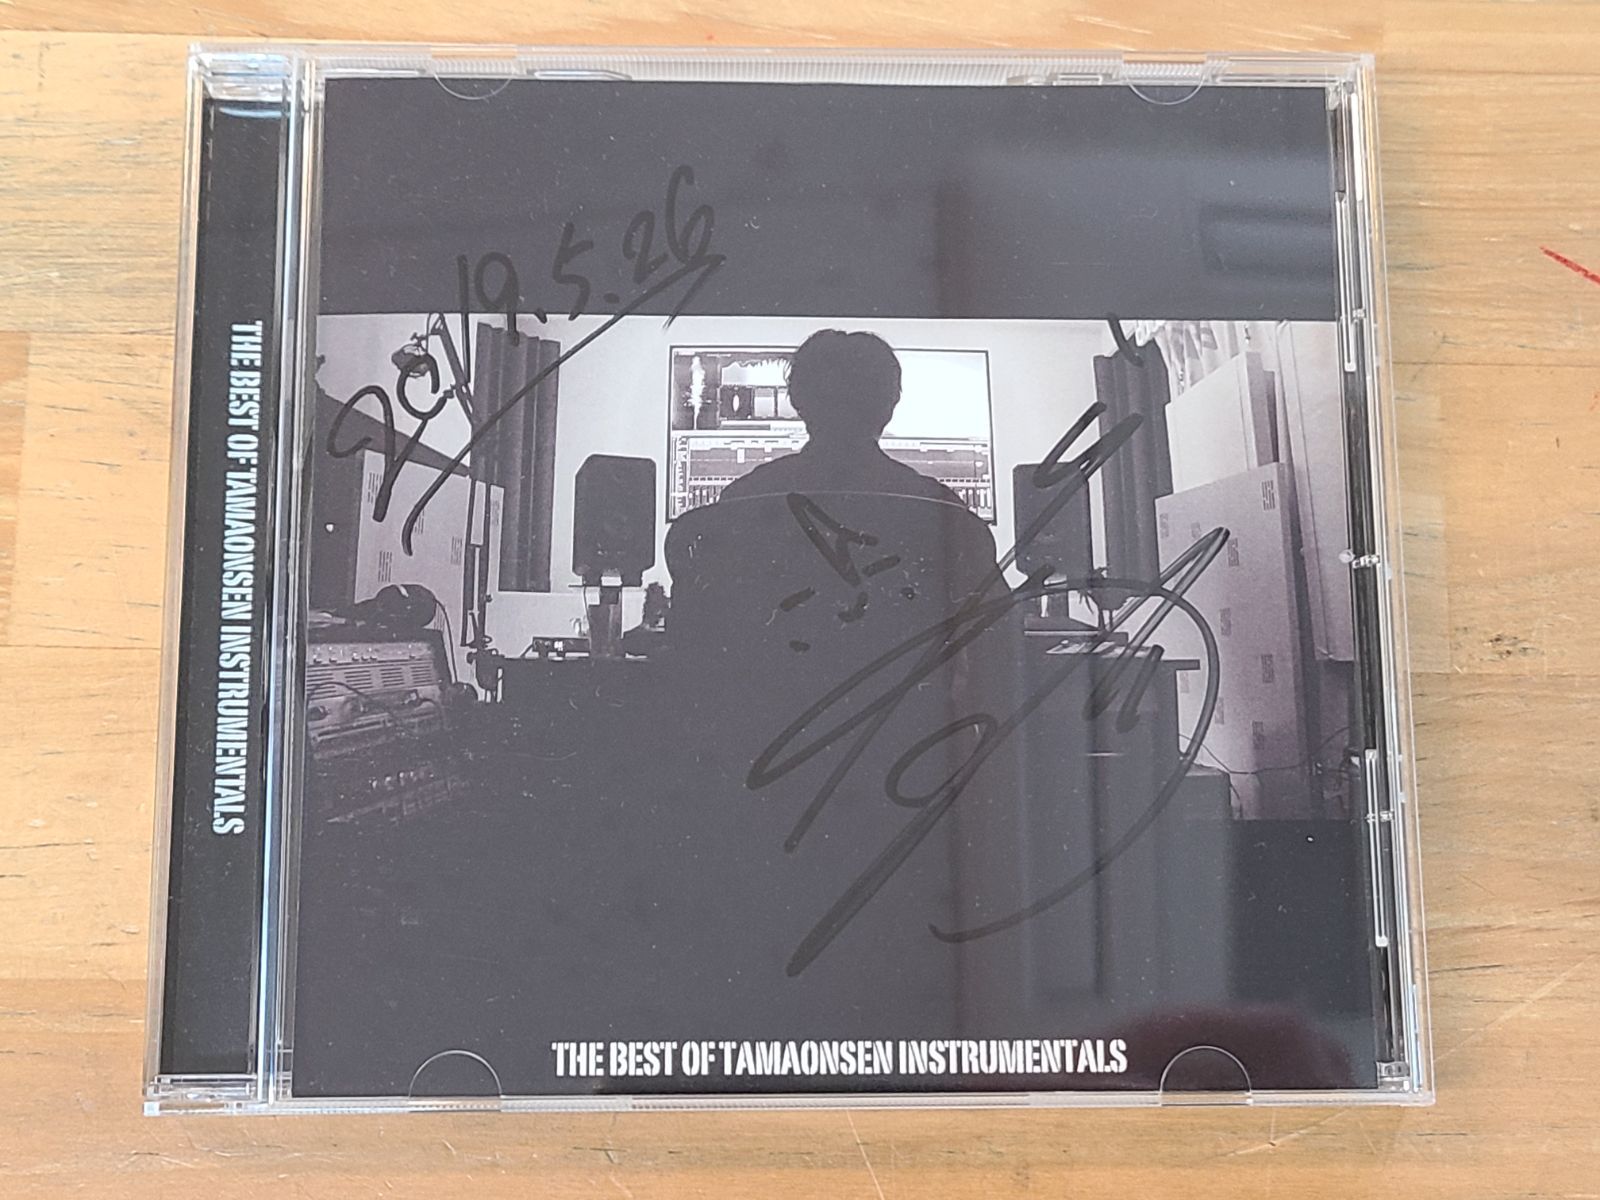 THE BEST OF TAMAONSEN INSTRUMENTALS
2019.5.26
THE BEST OF TAMAONSEN INSTRUMENTALS